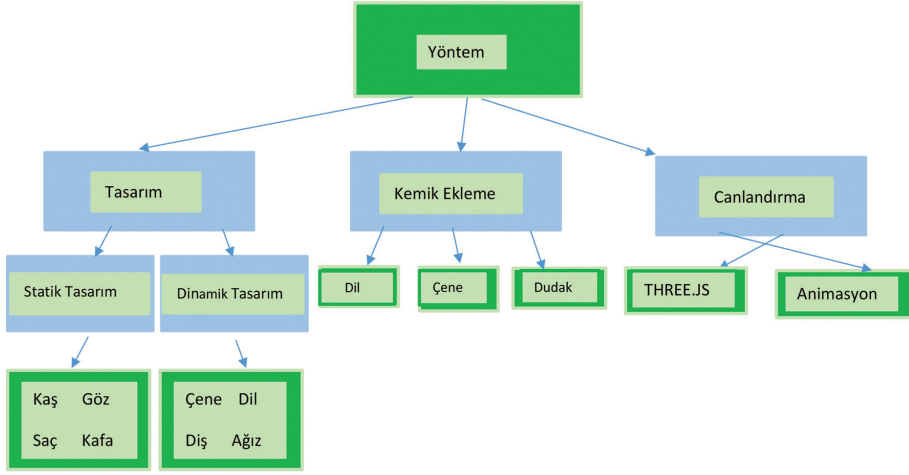 Yöntem
Tasarım
Kemik Ekleme
Canlandırma
Statik Tasarım
Dinamik Tasarım
Dil
Çene
Dudak
THREE.JS
Animasyon
Kaş Göz
Saç Kafa
Çene Dil
Diş Ağız